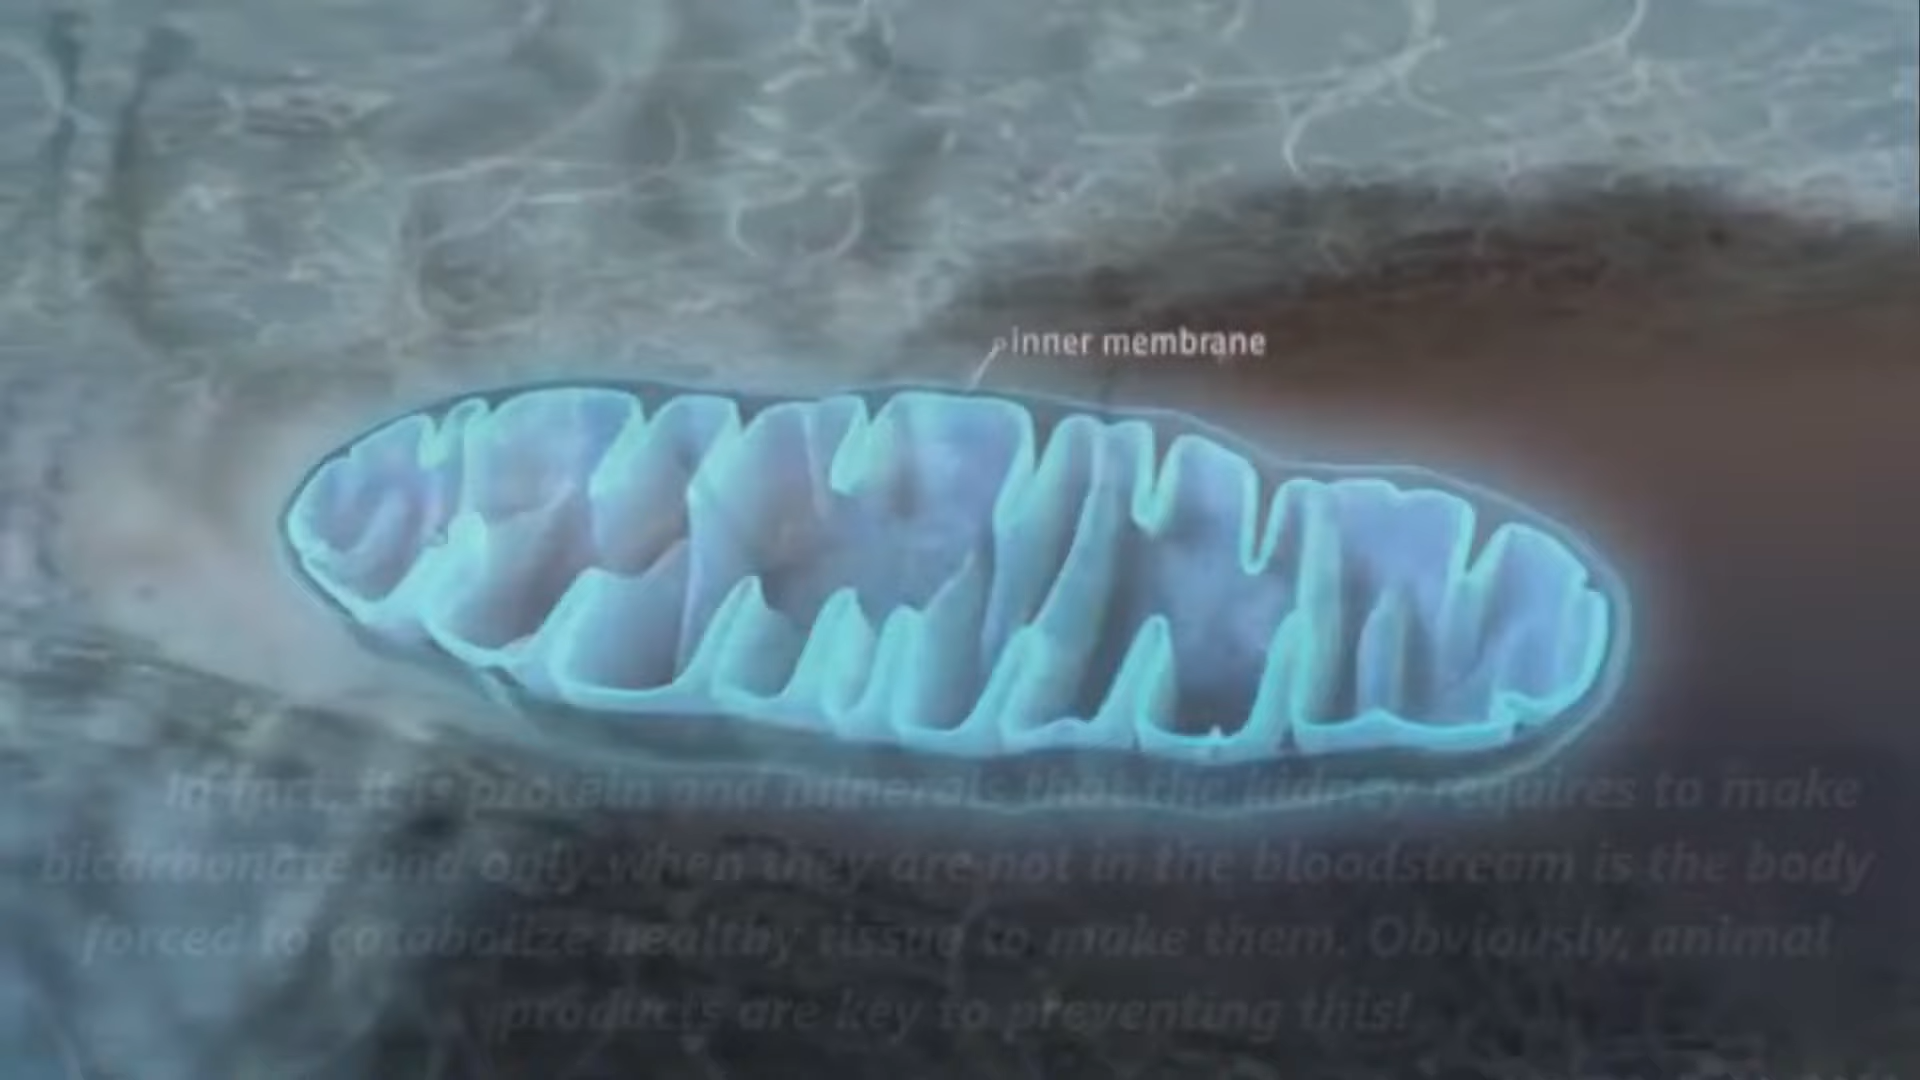 inner membrane
In fact, it is protein and minerals that the kidney requires to make
bicarbonate and only when they are not in the bloodstream is the body
forced to catabolize healthy tissue to make them. Obviously, animal
products are key to preventing this!